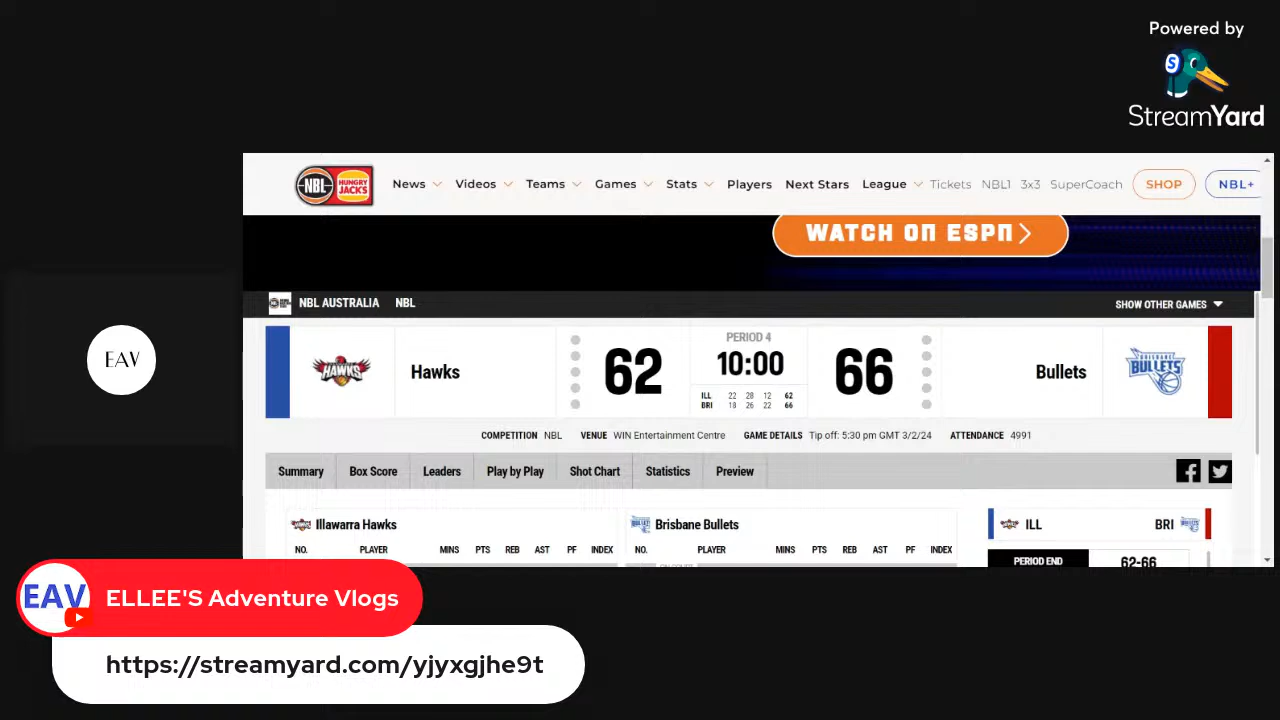 Powered by
StreamYard
NBL HUNGRY JACKS News Videos Teams Games Stats Players Next Stars League Tickets NBL1 3x3 SuperCoach SHOP NBL+
WATCH ON ESPN
NBL AUSTRALIA NBL SHOW OTHER GAMES
HAWKS Hawks 62 PERIOD 4 10:00 66 Bullets BRISBANE BULLETS
ILL 22 28 12 62
BRI 18 26 22 66
COMPETITION NBL VENUE WIN Entertainment Centre GAME DETAILS Tip off: 5:30 pm GMT 3/2/24 ATTENDANCE 4991
Summary Box Score Leaders Play by Play Shot Chart Statistics Preview
Illawarra Hawks Brisbane Bullets ILL BRI
NO. PLAYER MINS PTS REB AST PF INDEX NO. PLAYER MINS PTS REB AST PF INDEX
PERIOD END 62-66
EAV
EAV ELLEE'S Adventure Vlogs
https://streamyard.com/yjyxgjhe9t